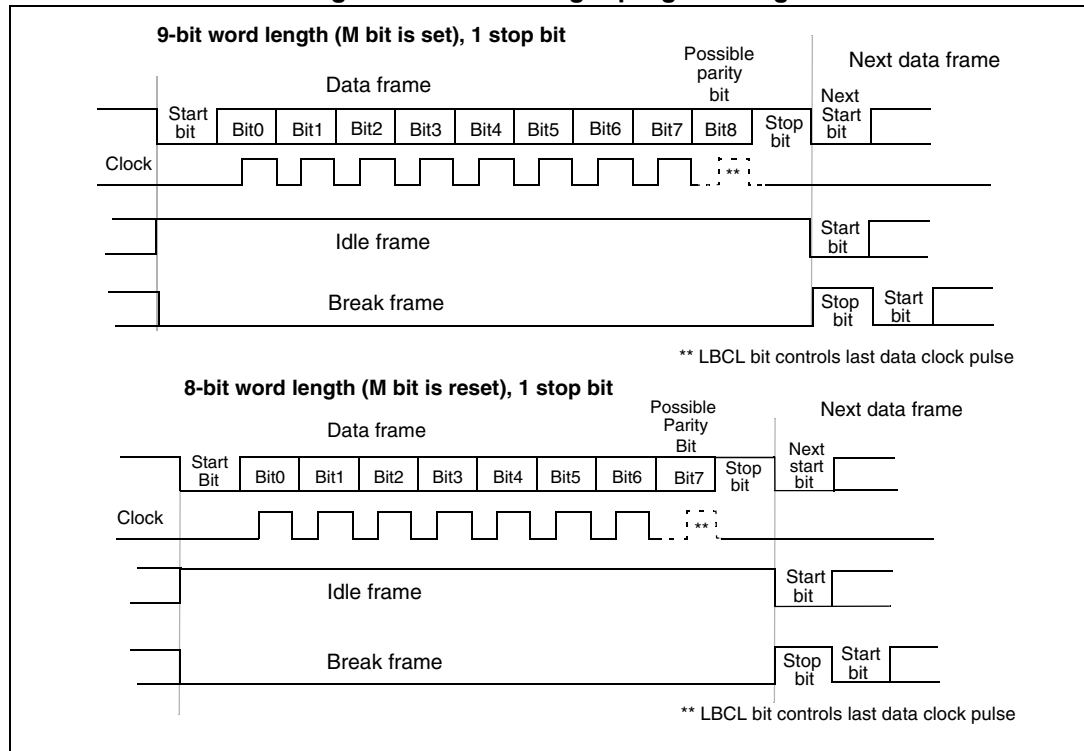 9-bit word length (M bit is set), 1 stop bit
Possible
parity
bit
Next data frame
Data frame
Start
bit
Bit0
Bit1
Bit2
Bit3
Bit4
Bit5
Bit6
Bit7
Bit8
Stop
bit
Next
Start
bit
Clock
**
Idle frame
Start
bit
Break frame
Stop
bit
Start
bit
** LBCL bit controls last data clock pulse
8-bit word length (M bit is reset), 1 stop bit
Possible
Parity
Bit
Next data frame
Data frame
Start
Bit
Bit0
Bit1
Bit2
Bit3
Bit4
Bit5
Bit6
Bit7
Stop
bit
Next
start
bit
Clock
**
Idle frame
Start
bit
Break frame
Stop
bit
Start
bit
** LBCL bit controls last data clock pulse